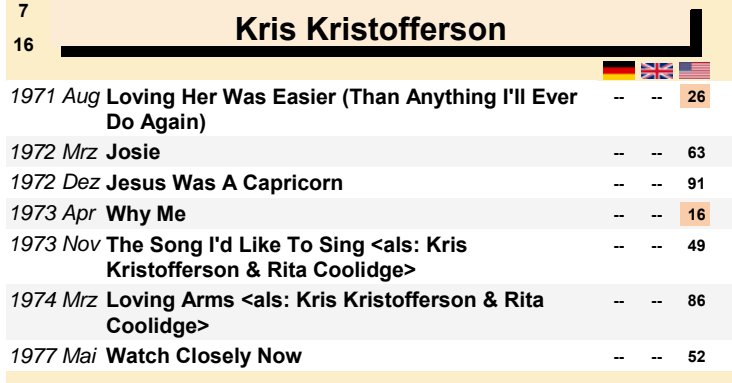 7
16
Kris Kristofferson
1971 Aug Loving Her Was Easier (Than Anything I'll Ever -- -- 26
Do Again)
1972 Mrz Josie -- -- 63
1972 Dez Jesus Was A Capricorn -- -- 91
1973 Apr Why Me -- -- 16
1973 Nov The Song I'd Like To Sing <als: Kris -- -- 49
Kristofferson & Rita Coolidge>
1974 Mrz Loving Arms <als: Kris Kristofferson & Rita -- -- 86
Coolidge>
1977 Mai Watch Closely Now -- -- 52